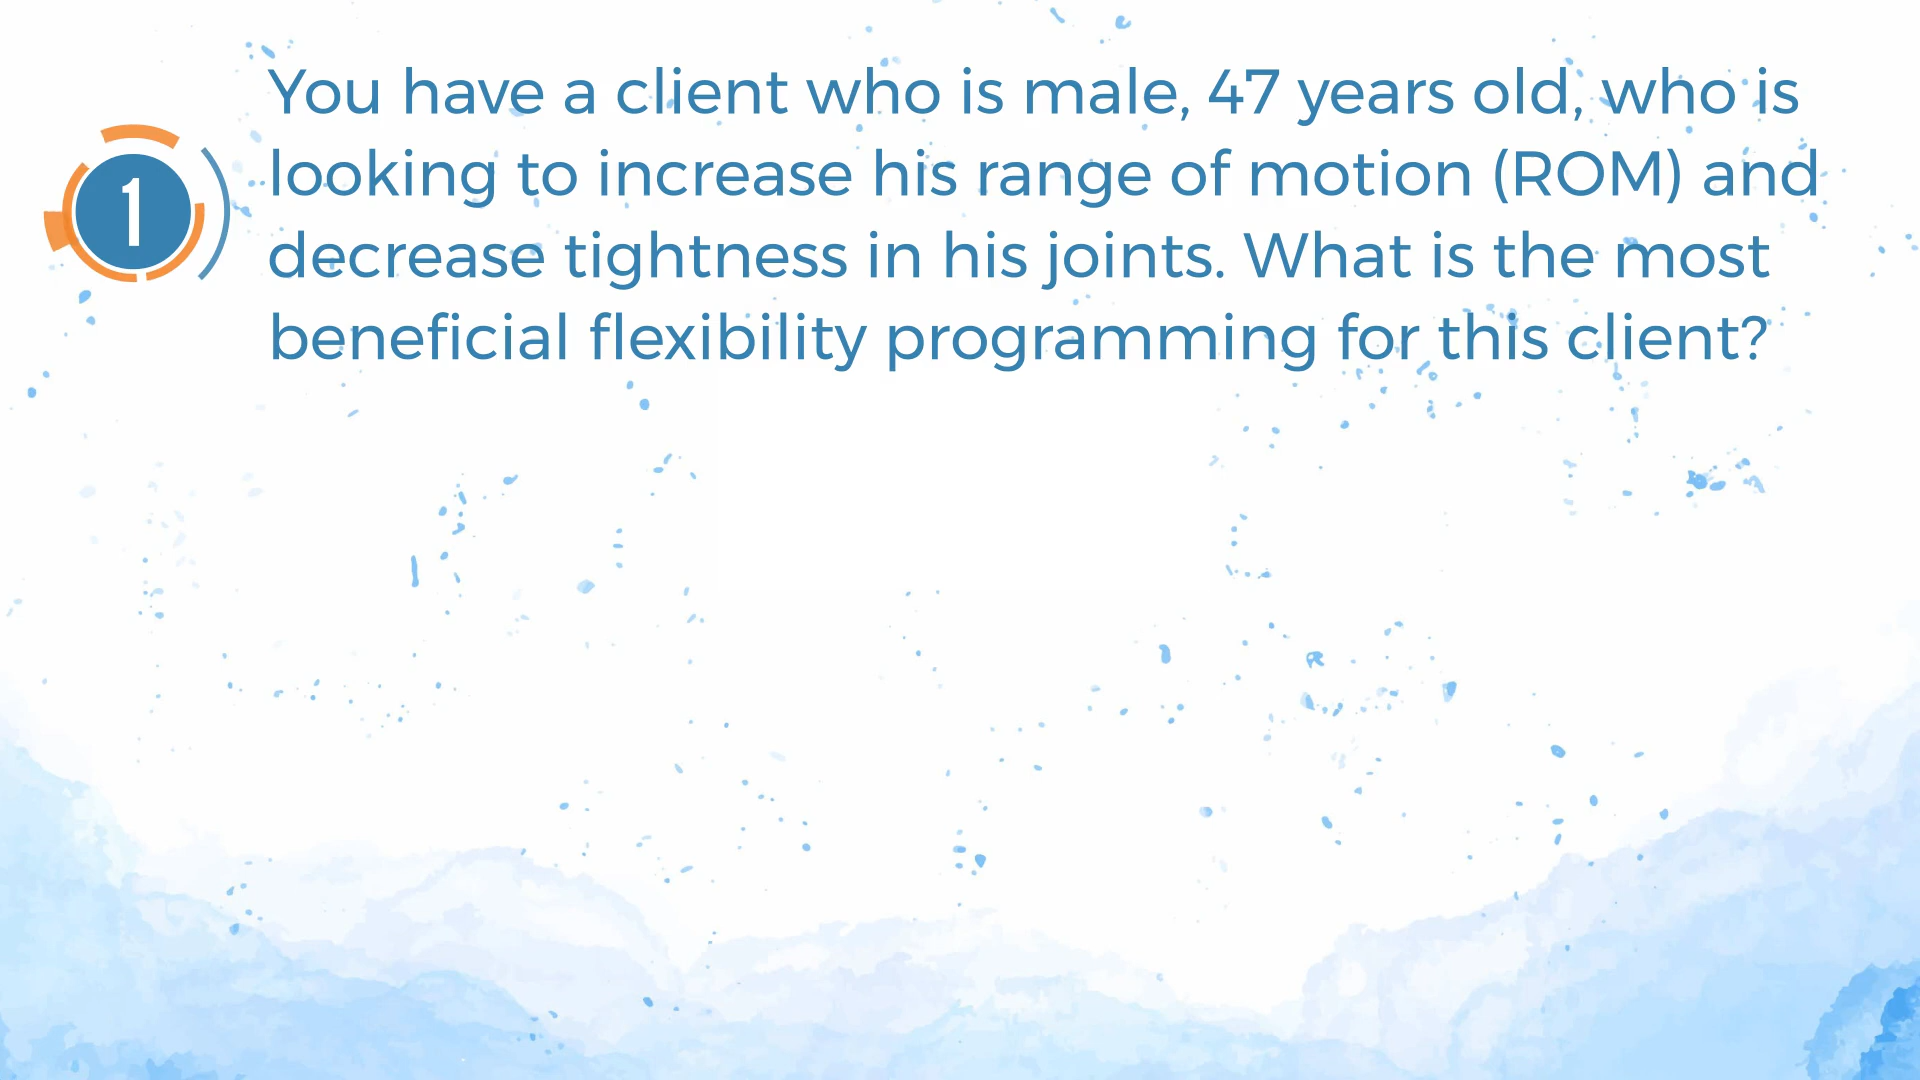 1
You have a client who is male, 47 years old, who is
looking to increase his range of motion (ROM) and
decrease tightness in his joints. What is the most
beneficial flexibility programming for this client?